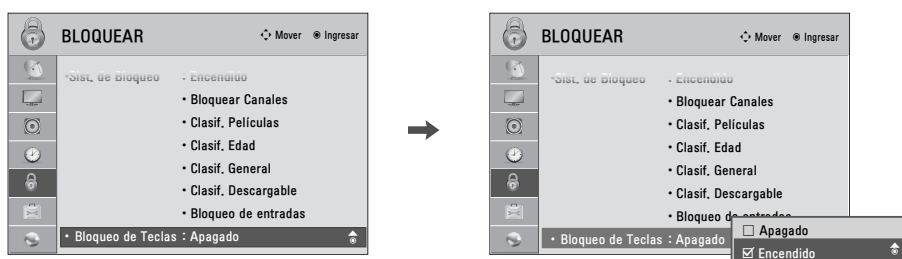 BLOQUEAR
Mover Ingresar
•Sist. de Bloqueo : Encendido
• Bloquear Canales
• Clasif. Películas
• Clasif. Edad
• Clasif. General
• Clasif. Descargable
• Bloqueo de entradas
• Bloqueo de Teclas : Apagado
BLOQUEAR
Mover Ingresar
•Sist. de Bloqueo : Encendido
• Bloquear Canales
• Clasif. Películas
• Clasif. Edad
• Clasif. General
• Clasif. Descargable
• Bloqueo de entradas
• Bloqueo de Teclas : Apagado
Apagado
Encendido